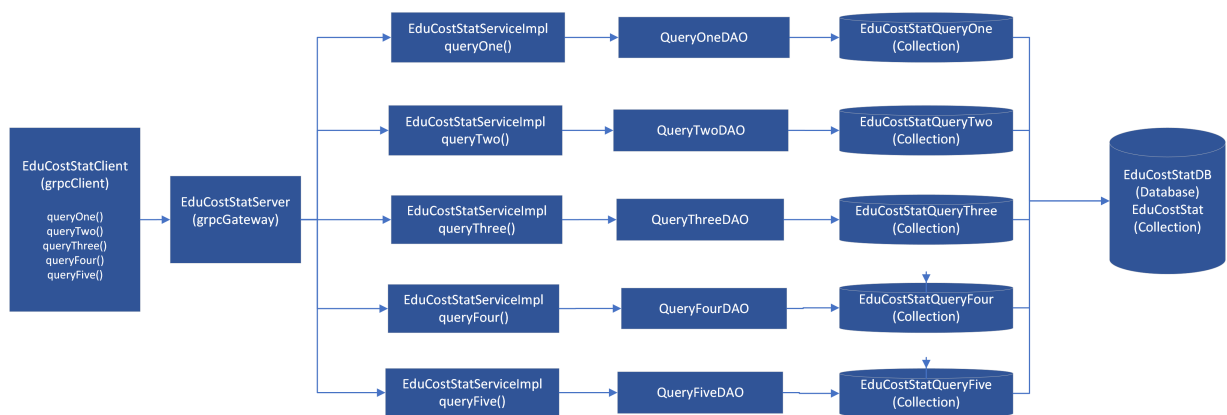 EduCostStatClient
(grpcClient)
queryOne()
queryTwo()
queryThree()
queryFour()
queryFive()
EduCostStatServer
(grpcGateway)
EduCostStatServiceImpl
queryOne()
QueryOneDAO
EduCostStatQueryOne
(Collection)
EduCostStatServiceImpl
queryTwo()
QueryTwoDAO
EduCostStatQueryTwo
(Collection)
EduCostStatServiceImpl
queryThree()
QueryThreeDAO
EduCostStatQueryThree
(Collection)
EduCostStatServiceImpl
queryFour()
QueryFourDAO
EduCostStatQueryFour
(Collection)
EduCostStatServiceImpl
queryFive()
QueryFiveDAO
EduCostStatQueryFive
(Collection)
EduCostStatDB
(Database)
EduCostStat
(Collection)